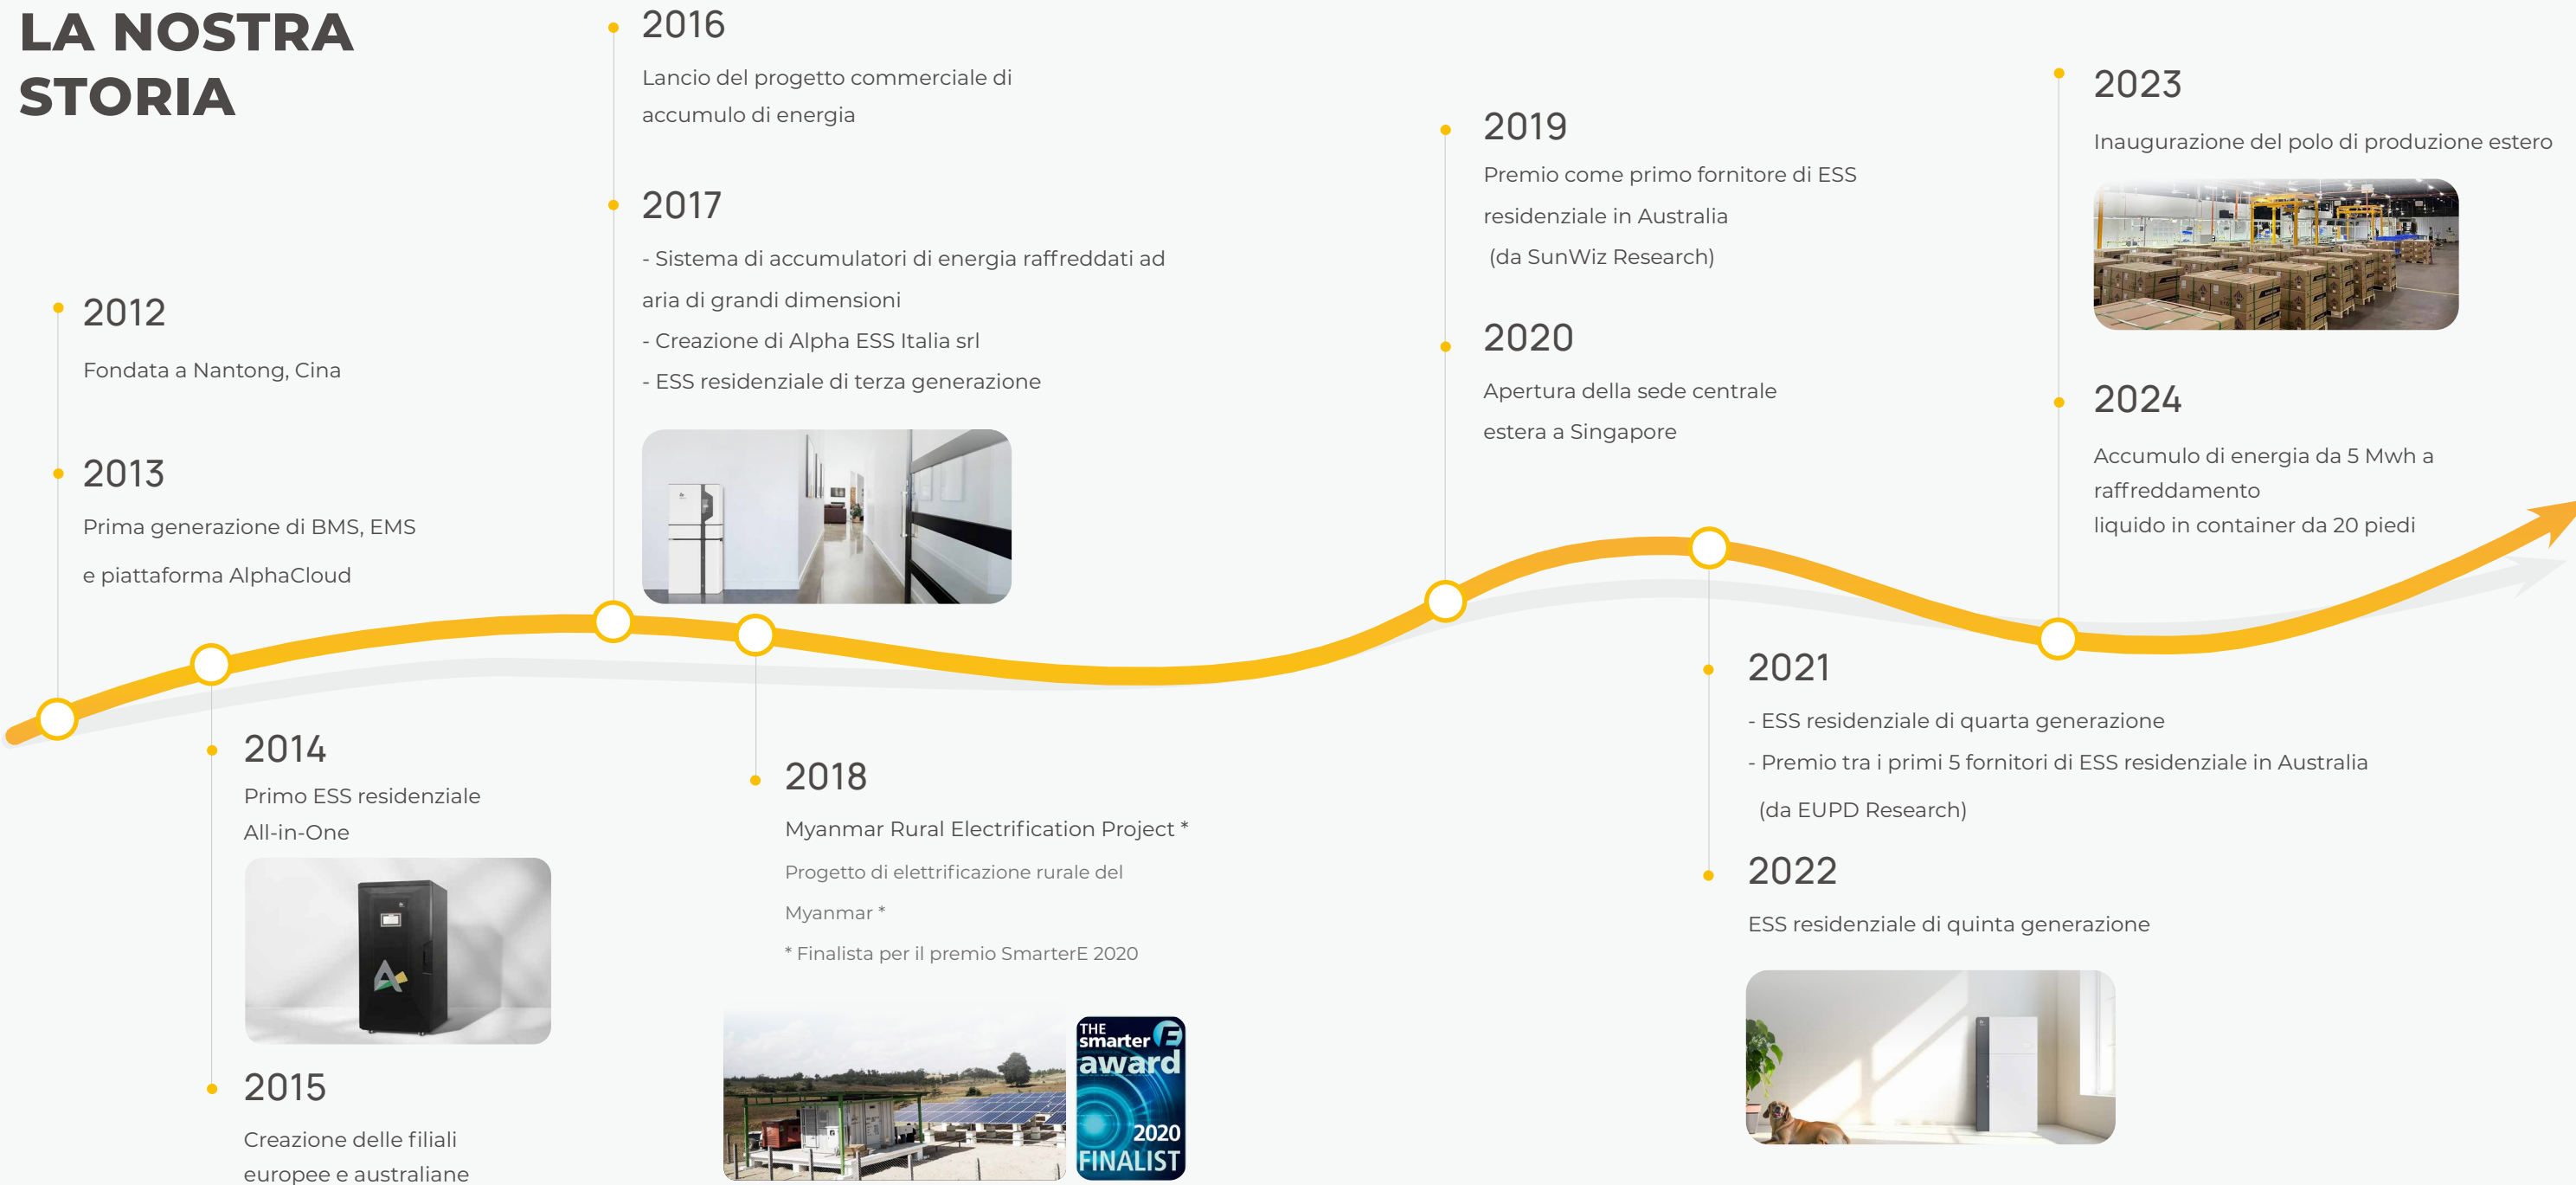 LA NOSTRA
STORIA
2012
Fondata a Nantong, Cina
2013
Prima generazione di BMS, EMS
e piattaforma AlphaCloud
2014
Primo ESS residenziale
All-in-One
2015
Creazione delle filiali
europee e australiane
2016
Lancio del progetto commerciale di
accumulo di energia
2017
- Sistema di accumulatori di energia raffreddati ad
aria di grandi dimensioni
- Creazione di Alpha ESS Italia srl
- ESS residenziale di terza generazione
2018
Myanmar Rural Electrification Project *
Progetto di elettrificazione rurale del
Myanmar *
* Finalista per il premio SmarterE 2020
THE
smarter E
award
2020
FINALIST
2019
Premio come primo fornitore di ESS
residenziale in Australia
(da SunWiz Research)
2020
Apertura della sede centrale
estera a Singapore
2021
- ESS residenziale di quarta generazione
- Premio tra i primi 5 fornitori di ESS residenziale in Australia
(da EUPD Research)
2022
ESS residenziale di quinta generazione
2023
Inaugurazione del polo di produzione estero
2024
Accumulo di energia da 5 Mwh a
raffreddamento
liquido in container da 20 piedi